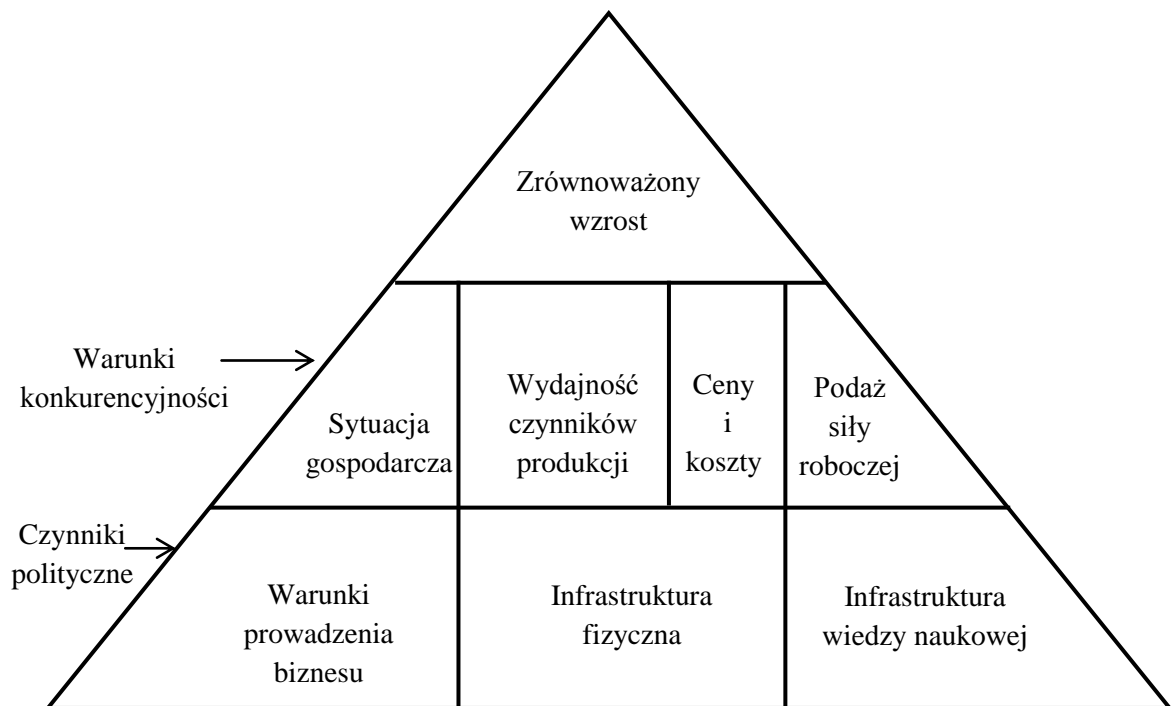 Zrównoważony
wzrost
Warunki
konkurencyjności
Sytuacja
gospodarcza
Wydajność
czynników
produkcji
Ceny
i
koszty
Podaż
siły
roboczej
Czynniki
polityczne
Warunki
prowadzenia
biznesu
Infrastruktura
fizyczna
Infrastruktura
wiedzy naukowej